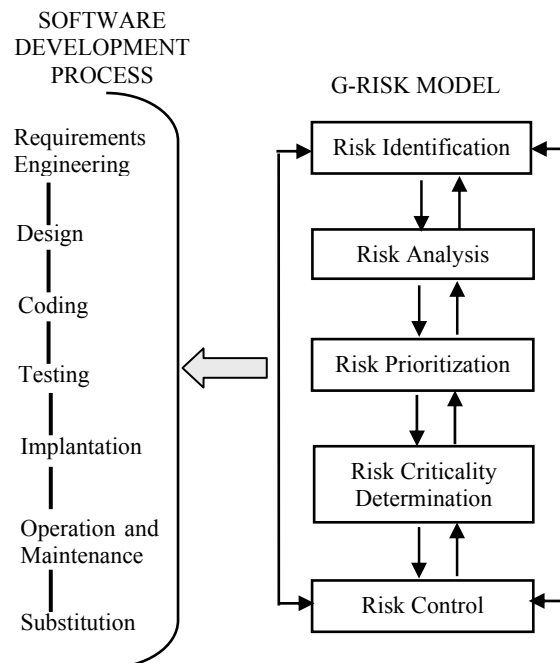 SOFTWARE
DEVELOPMENT
PROCESS
Requirements
Engineering
Design
Coding
Testing
Implantation
Operation and
Maintenance
Substitution
G-RISK MODEL
Risk Identification
Risk Analysis
Risk Prioritization
Risk Criticality
Determination
Risk Control